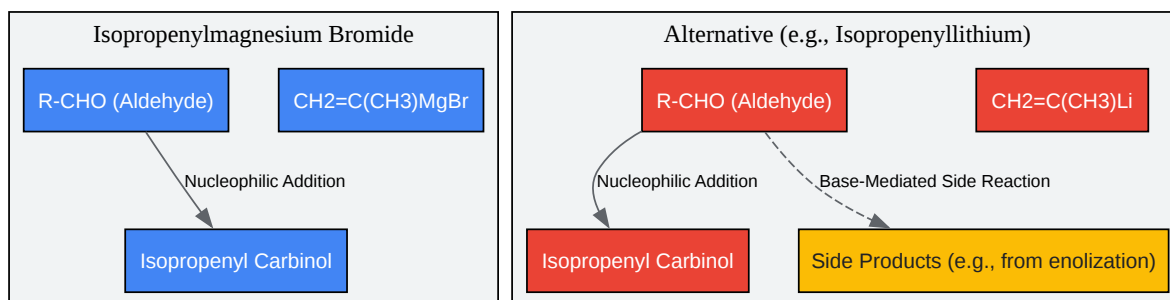 Isopropenylmagnesium Bromide
R-CHO (Aldehyde)
CH2=C(CH3)MgBr
Nucleophilic Addition
Isopropenyl Carbinol
Alternative (e.g., Isopropenyllithium)
R-CHO (Aldehyde)
CH2=C(CH3)Li
Nucleophilic Addition
Base-Mediated Side Reaction
Isopropenyl Carbinol
Side Products (e.g., from enolization)